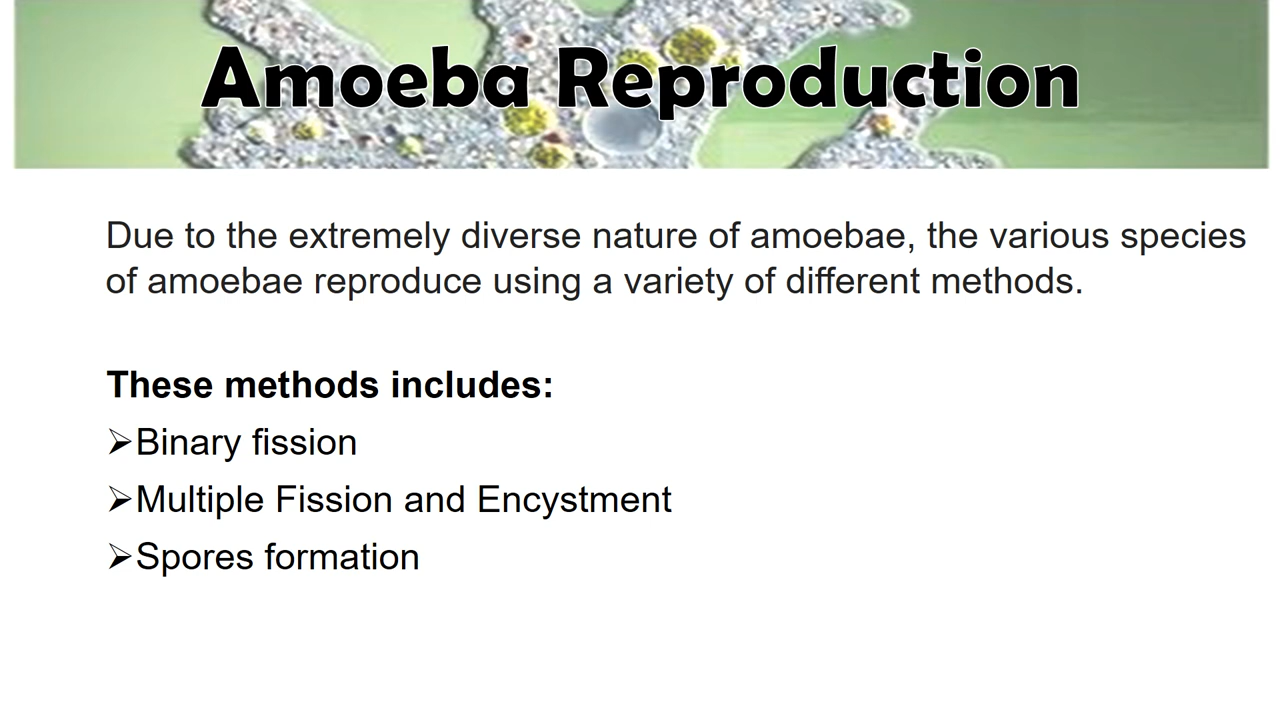 Amoeba Reproduction
Due to the extremely diverse nature of amoebae, the various species
of amoebae reproduce using a variety of different methods.
These methods includes:
➢Binary fission
➢Multiple Fission and Encystment
➢Spores formation